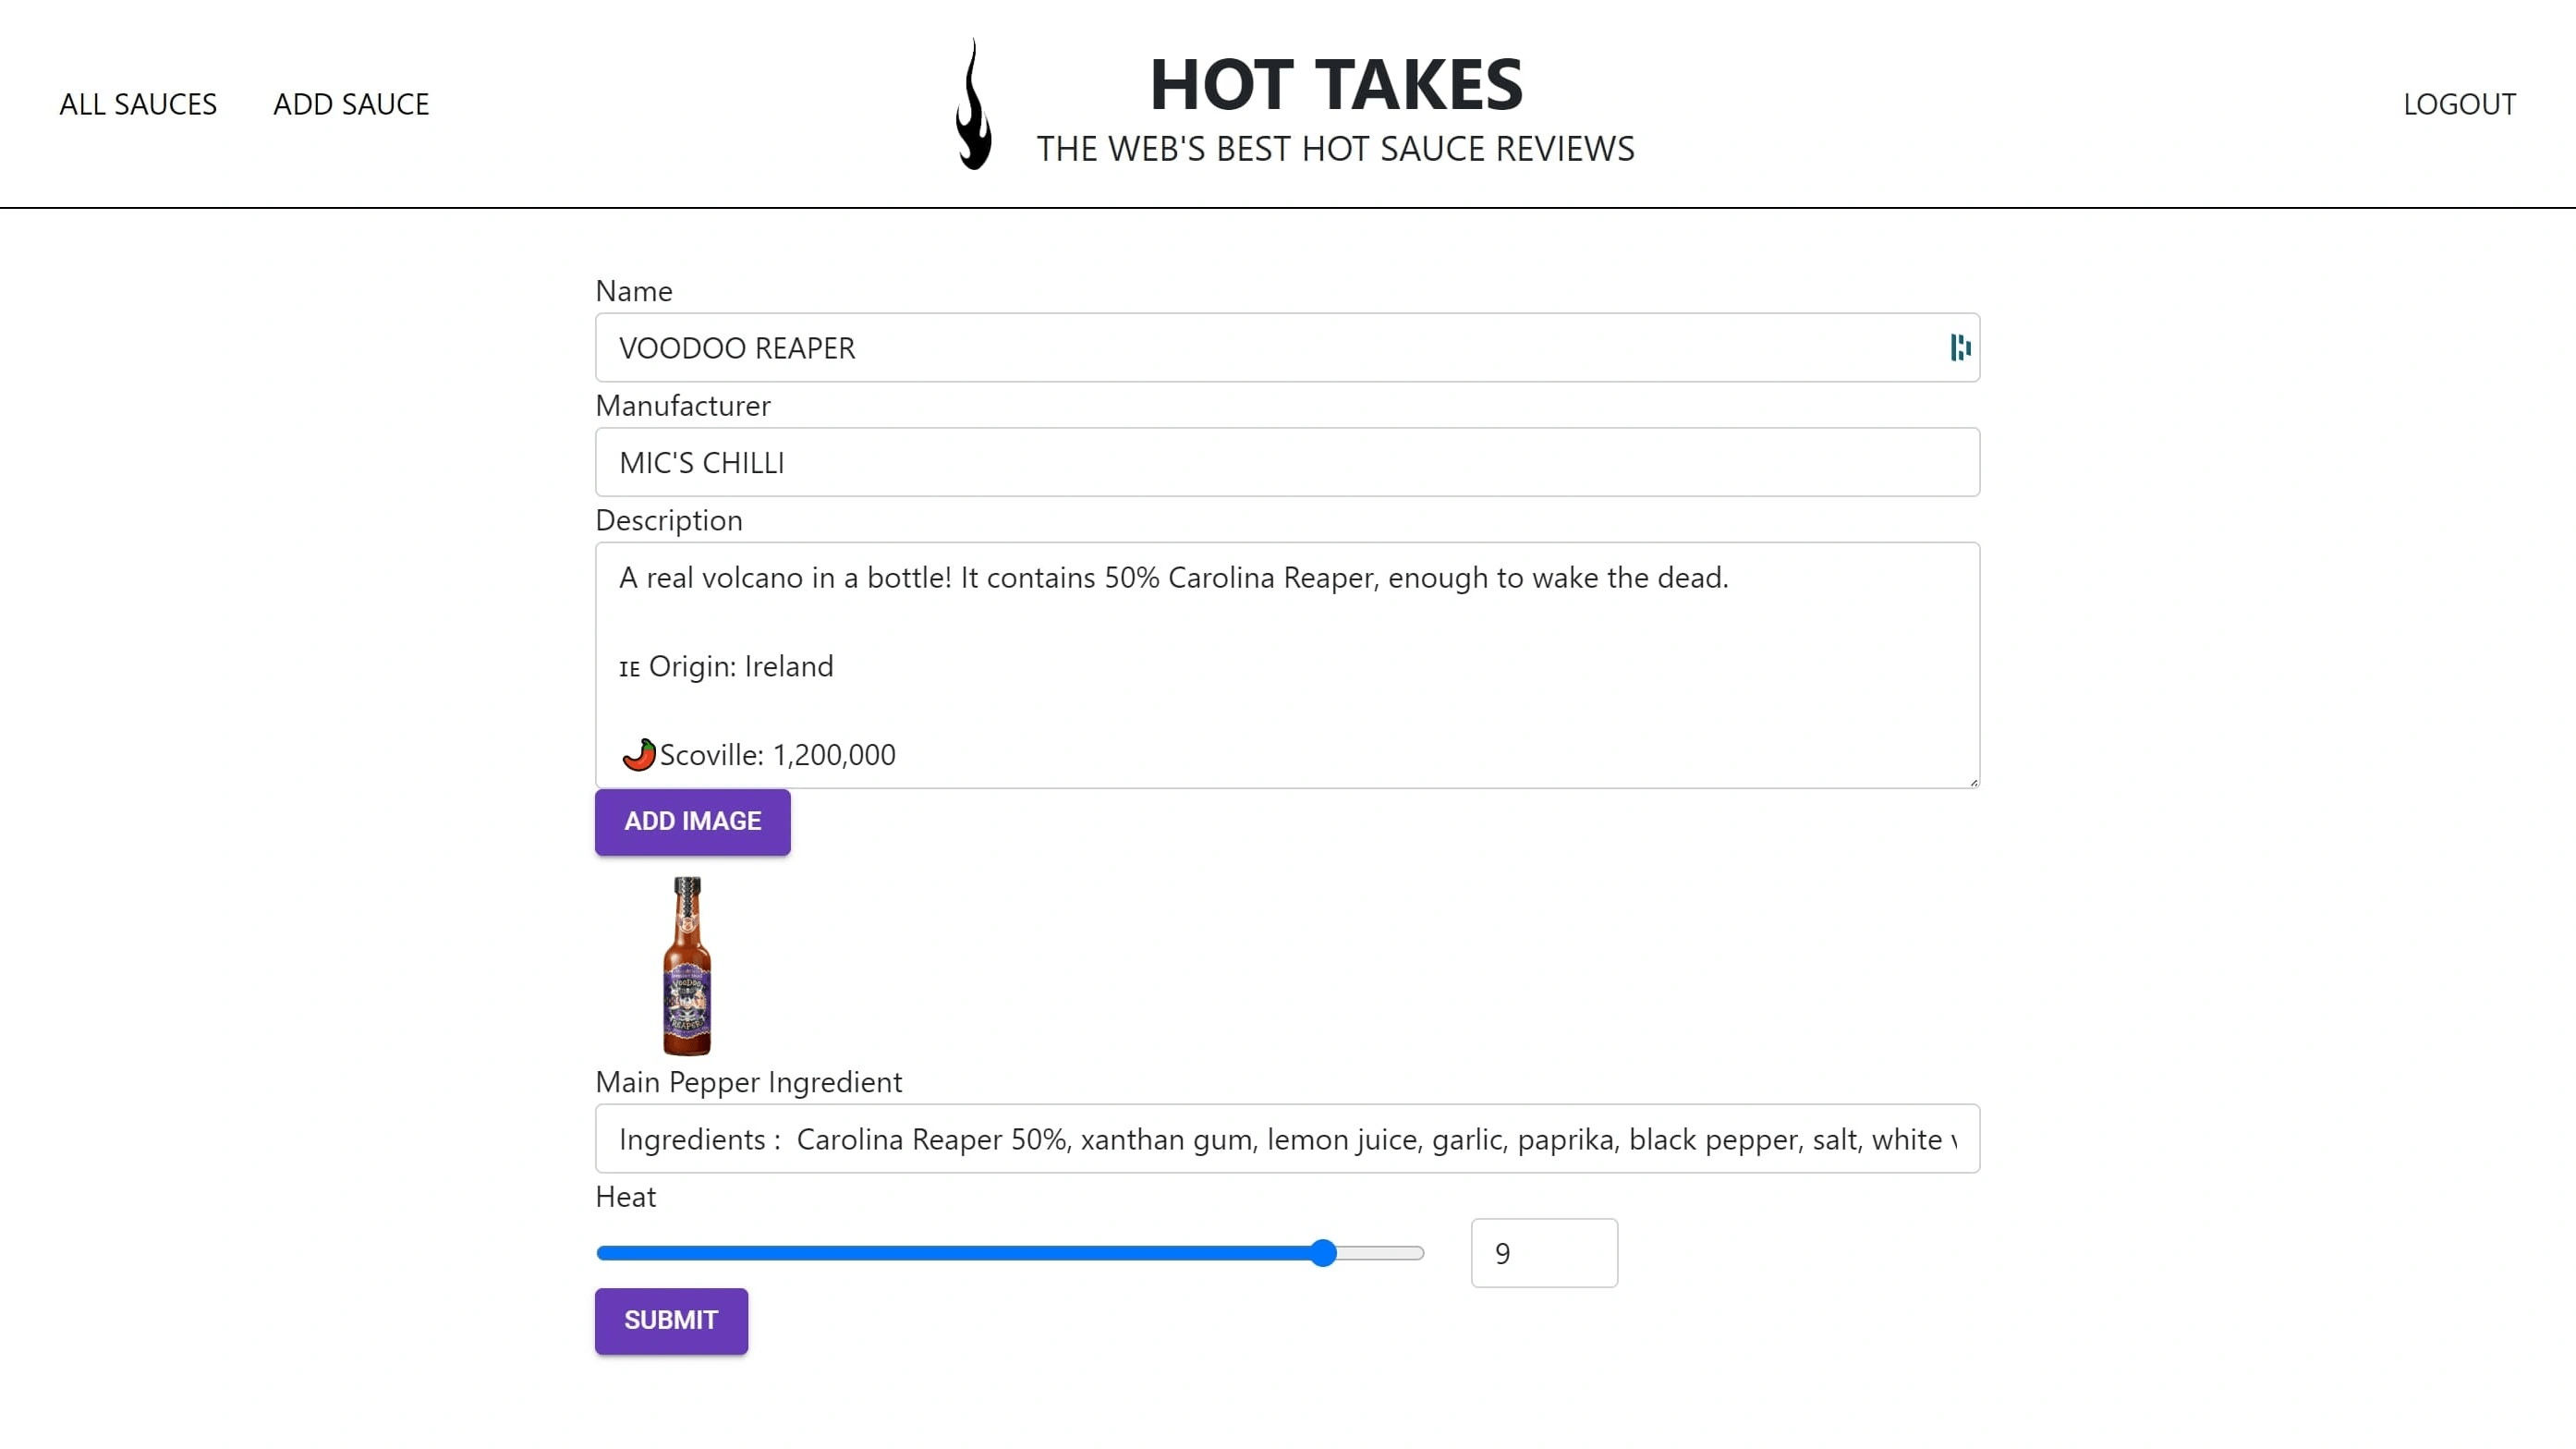 ALL SAUCES
ADD SAUCE
HOT TAKES
THE WEB'S BEST HOT SAUCE REVIEWS
LOGOUT
Name
VOODOO REAPER
Manufacturer
MIC'S CHILLI
Description
A real volcano in a bottle! It contains 50% Carolina Reaper, enough to wake the dead.
🇮🇪 Origin: Ireland
🌶Scoville: 1,200,000
ADD IMAGE
VOODOO
REAPER
Main Pepper Ingredient
Ingredients :  Carolina Reaper 50%, xanthan gum, lemon juice, garlic, paprika, black pepper, salt, white
Heat
9
SUBMIT